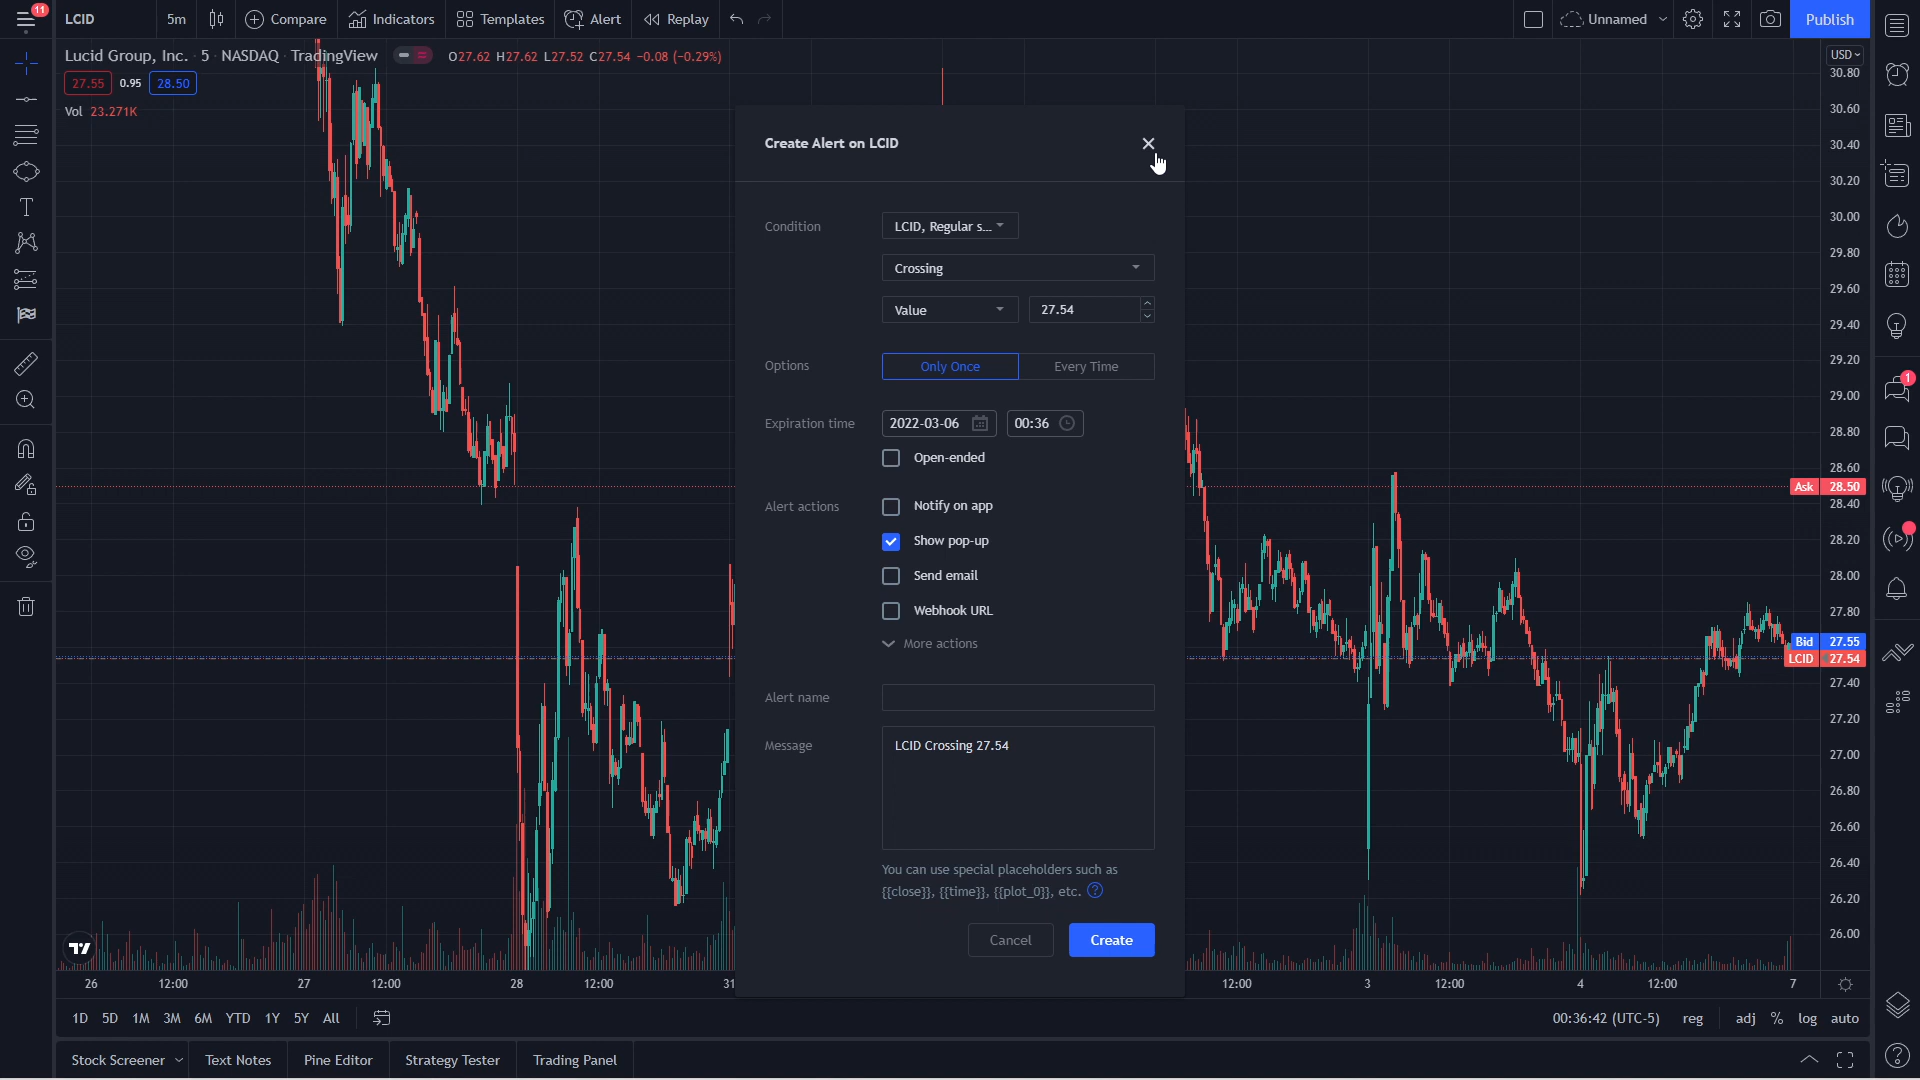 11
LCID
5m
Compare
Indicators
Templates
Alert
Replay
Unnamed
Publish
Lucid Group, Inc. · 5 · NASDAQ · TradingView
O27.62 H27.62 L27.52 C27.54 -0.08 (-0.29%)
27.55 0.95 28.50
Vol 23.271K
USD
30.80
30.60
30.40
30.20
30.00
29.80
29.60
29.40
29.20
29.00
28.80
28.60
Ask 28.50
28.40
28.20
28.00
27.80
Bid 27.55
LCID 27.54
27.40
27.20
27.00
26.80
26.60
26.40
26.20
26.00
1
Create Alert on LCID
Condition
LCID, Regular s...
Crossing
Value
27.54
Options
Only Once
Every Time
Expiration time
2022-03-06
00:36
Open-ended
Alert actions
Notify on app
Show pop-up
Send email
Webhook URL
More actions
Alert name
Message
LCID Crossing 27.54
You can use special placeholders such as
{{close}}, {{time}}, {{plot_0}}, etc.
Cancel
Create
26 12:00 27 12:00 28 12:00 31 12:00 3 12:00 4 12:00 7
1D 5D 1M 3M 6M YTD 1Y 5Y All
00:36:42 (UTC-5) reg adj % log auto
Stock Screener
Text Notes
Pine Editor
Strategy Tester
Trading Panel